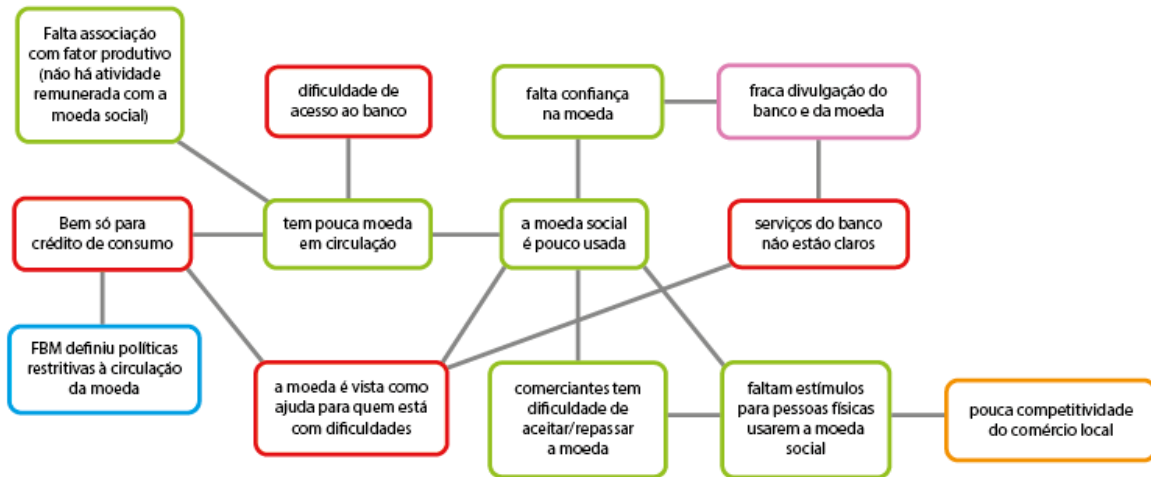 Falta associação
com fator produtivo
(não há atividade
remunerada com a
moeda social)
dificuldade de
acesso ao banco
falta confiança
na moeda
fraca divulgação do
banco e da moeda
Bem só para
crédito de consumo
tem pouca moeda
em circulação
a moeda social
é pouco usada
serviços do banco
não estão claros
FBM definiu políticas
restritivas à circulação
da moeda
a moeda é vista como
ajuda para quem está
com dificuldades
comerciantes tem
dificuldade de
aceitar/repassar
a moeda
faltam estímulos
para pessoas físicas
usarem a moeda
social
pouca competitividade
do comércio local